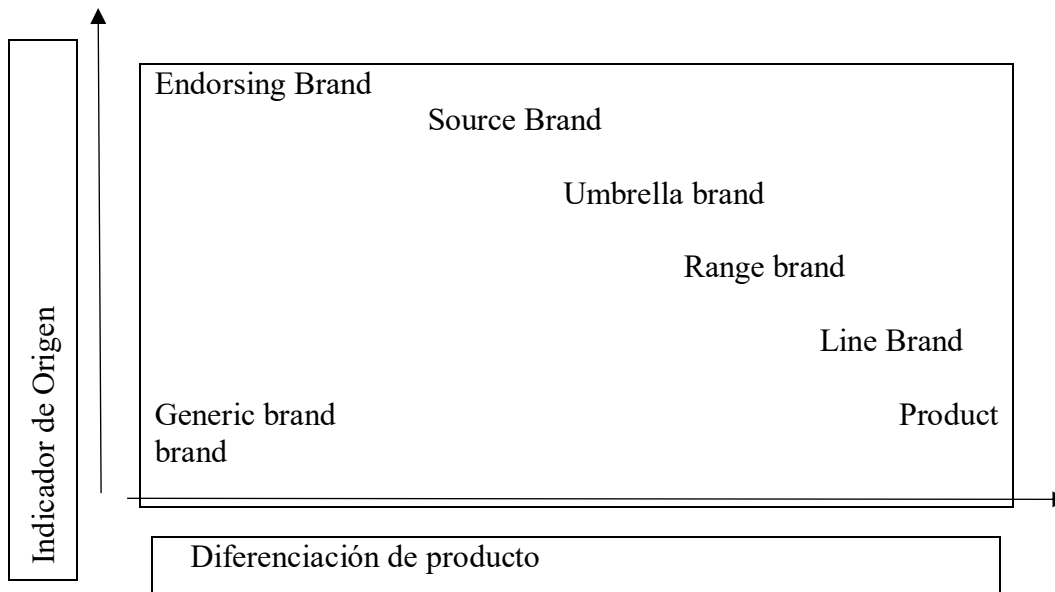 Endorsing Brand
Source Brand
Umbrella brand
Range brand
Line Brand
Generic brand Product
brand
Indicador de Origen
Diferenciación de producto